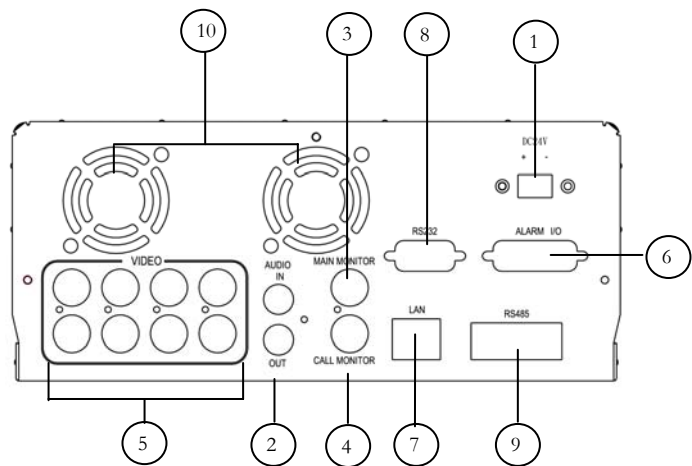 10
3
8
1
DC24V
+ -
RS232
ALARM I/O
6
VIDEO
AUDIO
IN
MAIN MONITOR
LAN
RS485
OUT
CALL MONITOR
5
2
4
7
9